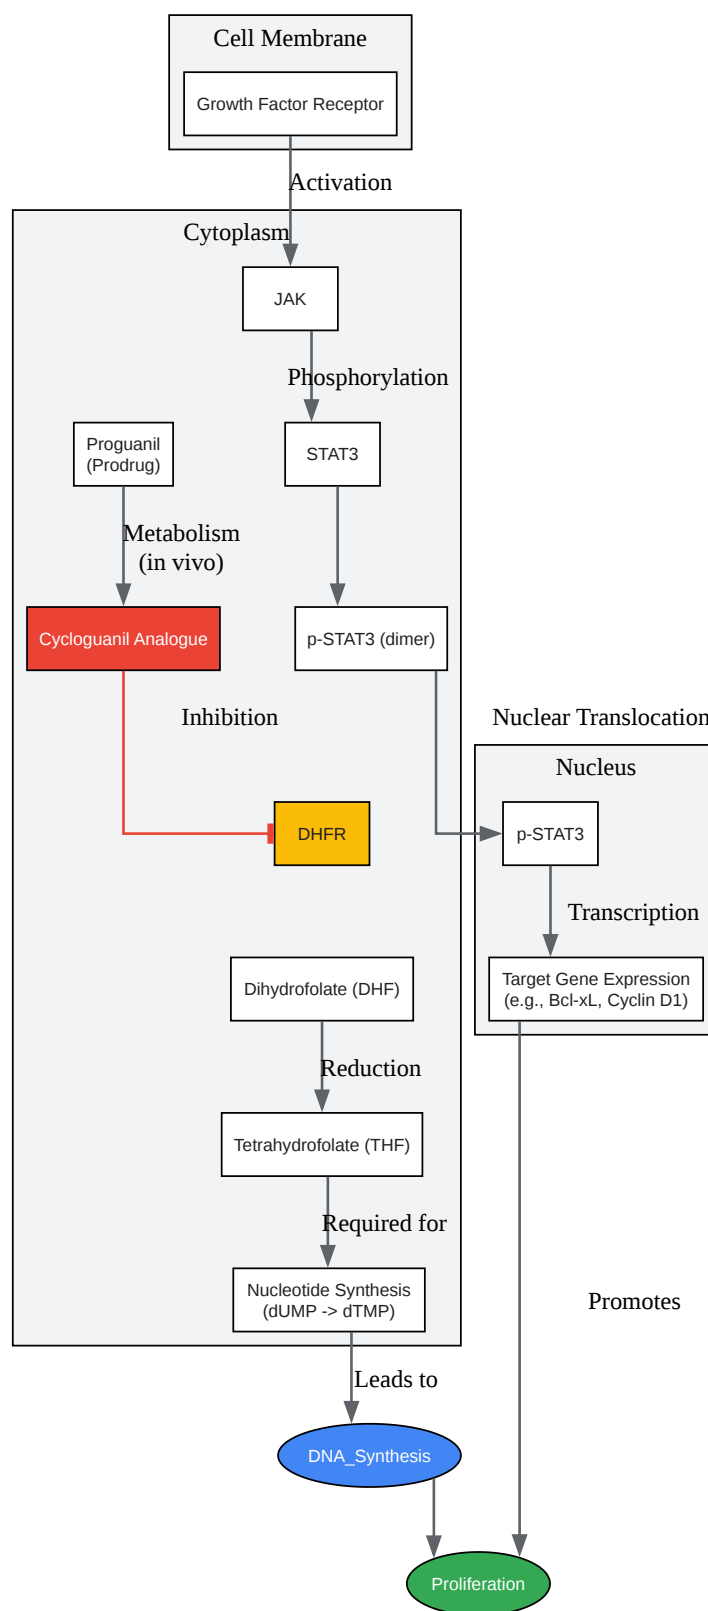 Cell Membrane
Growth Factor Receptor
Activation
Cytoplasm
JAK
Phosphorylation
Proguanil
(Prodrug)
STAT3
Metabolism
(in vivo)
Cycloguanil Analogue
p-STAT3 (dimer)
Inhibition
Nuclear Translocation
Nucleus
DHFR
p-STAT3
Transcription
Dihydrofolate (DHF)
Target Gene Expression
(e.g., Bcl-xL, Cyclin D1)
Reduction
Tetrahydrofolate (THF)
Required for
Nucleotide Synthesis
(dUMP -> dTMP)
Promotes
Leads to
DNA_Synthesis
Proliferation